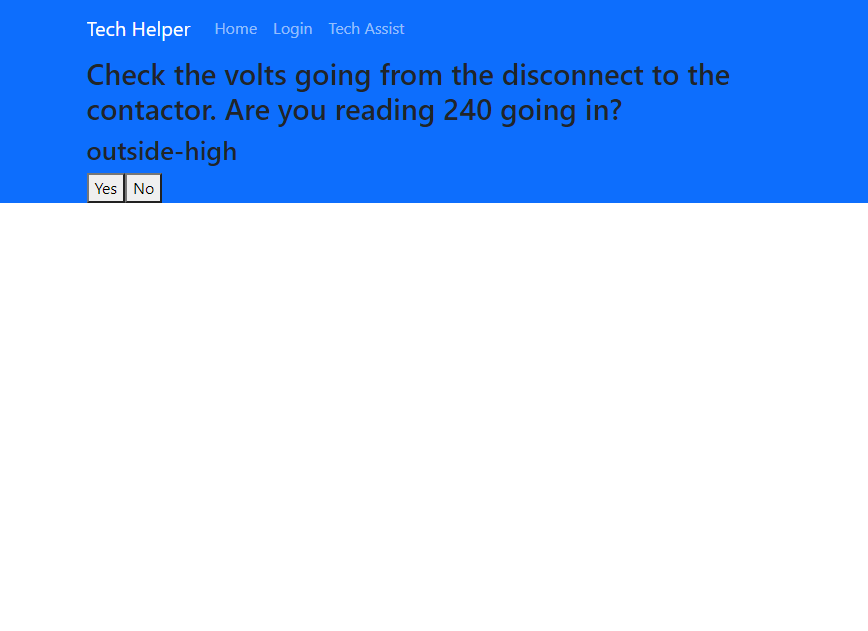 Tech Helper Home Login Tech Assist
Check the volts going from the disconnect to the
contactor. Are you reading 240 going in?
outside-high
Yes No